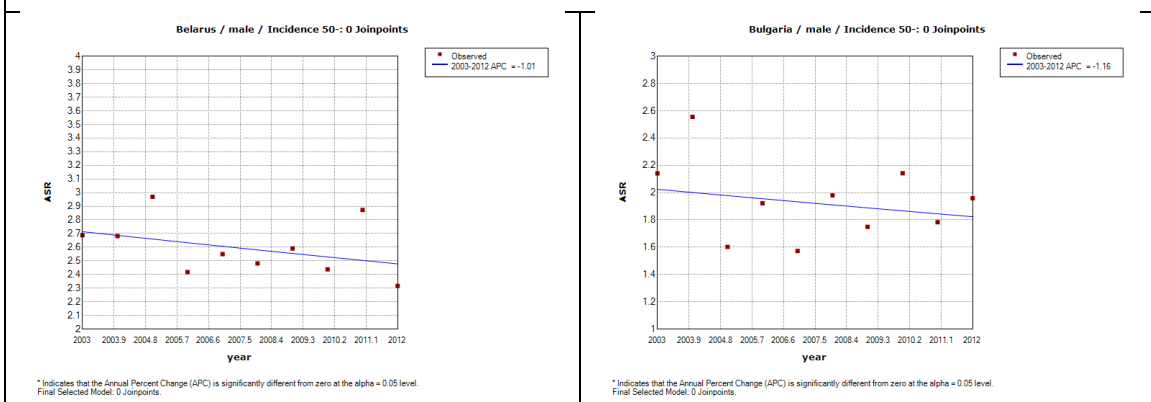 Belarus / male / Incidence 50-: 0 Joinpoints
Observed
2003-2012 APC = -1.01
4
3.9
3.8
3.7
3.6
3.5
3.4
3.3
3.2
3.1
3
2.9
2.8
2.7
2.6
2.5
2.4
2.3
2.2
2.1
2
ASR
2003 2003.9 2004.8 2005.7 2006.6 2007.5 2008.4 2009.3 2010.2 2011.1 2012
year
* Indicates that the Annual Percent Change (APC) is significantly different from zero at the alpha = 0.05 level.
Final Selected Model: 0 Joinpoints.
Bulgaria / male / Incidence 50-: 0 Joinpoints
Observed
2003-2012 APC = -1.16
3
2.8
2.6
2.4
2.2
2
1.8
1.6
1.4
1.2
1
ASR
2003 2003.9 2004.8 2005.7 2006.6 2007.5 2008.4 2009.3 2010.2 2011.1 2012
year
* Indicates that the Annual Percent Change (APC) is significantly different from zero at the alpha = 0.05 level.
Final Selected Model: 0 Joinpoints.